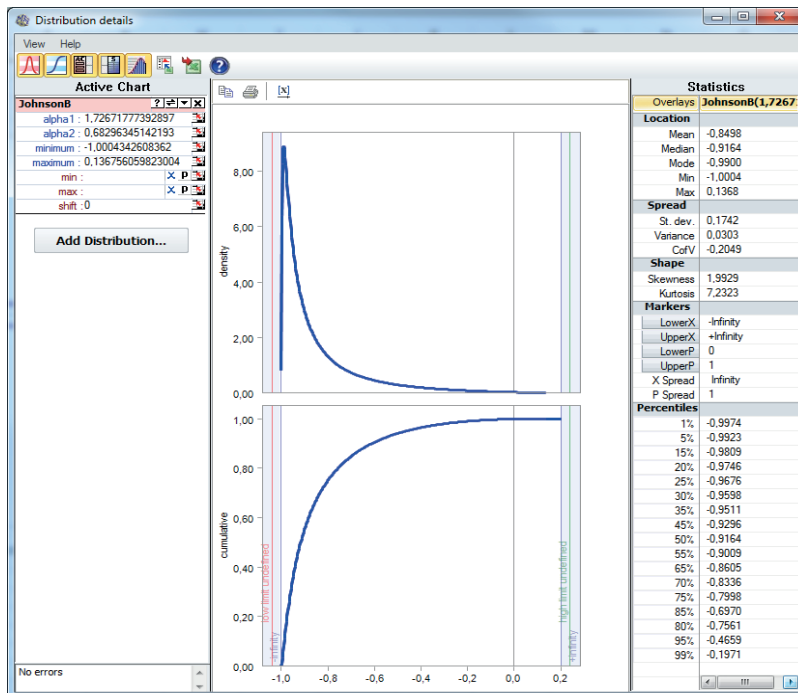 Distribution details
View Help
Active Chart
JohnsonB
alpha1 : 1,72671777392897
alpha2 : 0,68296345142193
minimum : -1,0004342608362
maximum : 0,136756059823004
min : X P
max : X P
shift : 0
Add Distribution...
No errors
[x]
density
8,00
6,00
4,00
2,00
0,00
cumulative
1,00
0,80
0,60
0,40
0,20
0,00
low limit undefined
-Infinity
high limit undefined
+Infinity
-1,0 -0,8 -0,6 -0,4 -0,2 0,0 0,2
Statistics
Overlays JohnsonB(1,7267
Location
Mean -0,8498
Median -0,9164
Mode -0,9900
Min -1,0004
Max 0,1368
Spread
St. dev. 0,1742
Variance 0,0303
CofV -0,2049
Shape
Skewness 1,9929
Kurtosis 7,2323
Markers
LowerX -Infinity
UpperX +Infinity
LowerP 0
UpperP 1
X Spread Infinity
P Spread 1
Percentiles
1% -0,9974
5% -0,9923
15% -0,9809
20% -0,9746
25% -0,9676
30% -0,9598
35% -0,9511
45% -0,9296
50% -0,9164
55% -0,9009
65% -0,8605
70% -0,8336
75% -0,7998
85% -0,6970
80% -0,7561
95% -0,4659
99% -0,1971